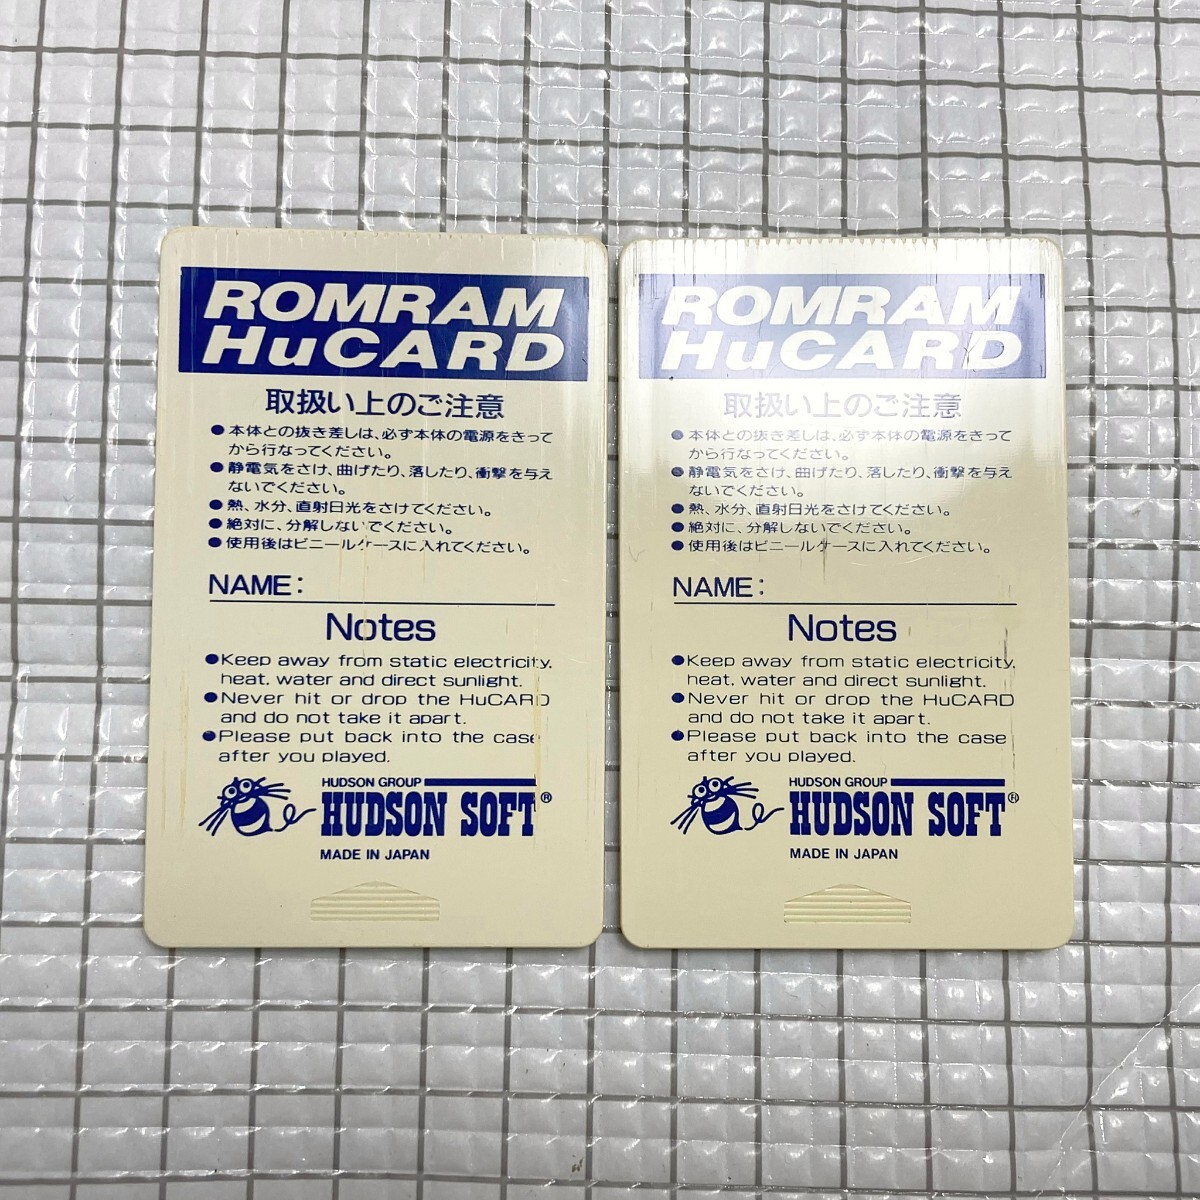 ROMRAM
HuCARD
取扱い上のご注意
●本体との抜き差しは、必ず本体の電源をきって
から行なってください。
●静電気をさけ、曲げたり、落したり、衝撃を与え
ないでください。
●熱、水分、直射日光をさけてください。
●絶対に、分解しないでください。
●使用後はビニールケースに入れてください。
NAME:
Notes
●Keep away from static electricity,
heat, water and direct sunlight.
●Never hit or drop the HuCARD
and do not take it apart.
●Please put back into the case
after you played.
HUDSON GROUP
HUDSON SOFT®
MADE IN JAPAN
ROMRAM
HuCARD
取扱い上のご注意
●本体との抜き差しは、必ず本体の電源をきって
から行なってください。
●静電気をさけ、曲げたり、落したり、衝撃を与え
ないでください。
●熱、水分、直射日光をさけてください。
●絶対に、分解しないでください。
●使用後はビニールケースに入れてください。
NAME:
Notes
●Keep away from static electricity,
heat, water and direct sunlight.
●Never hit or drop the HuCARD
and do not take it apart.
●Please put back into the case
after you played.
HUDSON GROUP
HUDSON SOFT®
MADE IN JAPAN